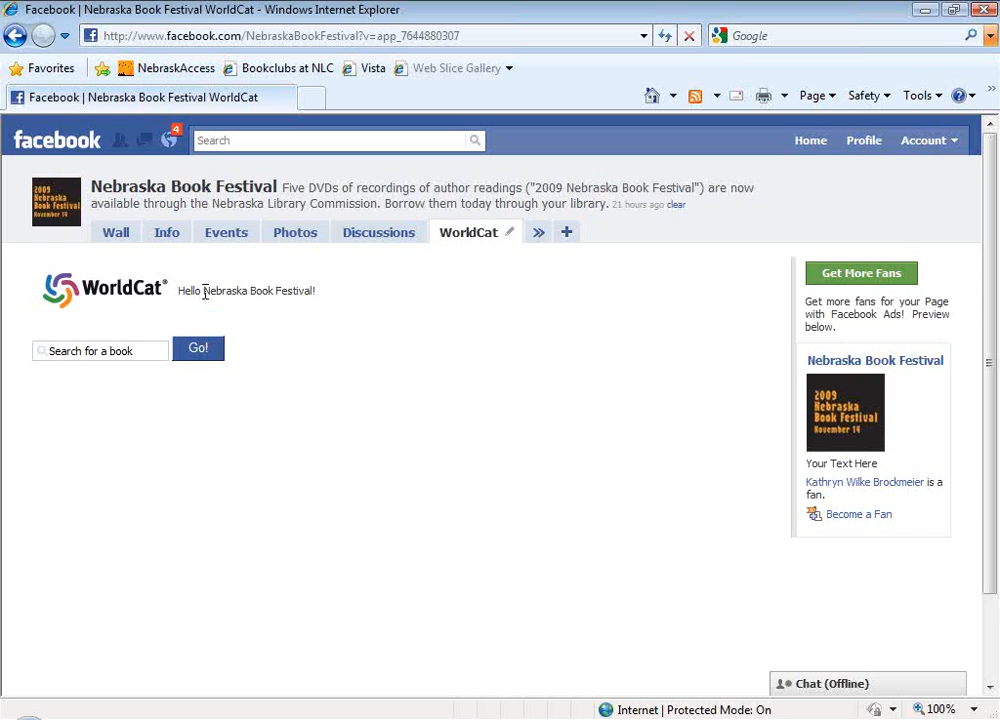 Facebook | Nebraska Book Festival WorldCat - Windows Internet Explorer
http://www.facebook.com/NebraskaBookFestival?v=app_7644880307
Google
Favorites
NebraskAccess
Bookclubs at NLC
Vista
Web Slice Gallery
Facebook | Nebraska Book Festival WorldCat
Page
Safety
Tools
»
facebook
4
Search
Home
Profile
Account
2009
Nebraska
Book Festival
November 14
Nebraska Book Festival Five DVDs of recordings of author readings ("2009 Nebraska Book Festival") are now
available through the Nebraska Library Commission. Borrow them today through your library. 21 hours ago clear
Wall
Info
Events
Photos
Discussions
WorldCat
»
+
WorldCat®
Hello Nebraska Book Festival!
Search for a book
Go!
Get More Fans
Get more fans for your Page
with Facebook Ads! Preview
below.
Nebraska Book Festival
2009
Nebraska
Book Festival
November 14
Your Text Here
Kathryn Wilke Brockmeier is a
fan.
Become a Fan
Chat (Offline)
Internet | Protected Mode: On
100%